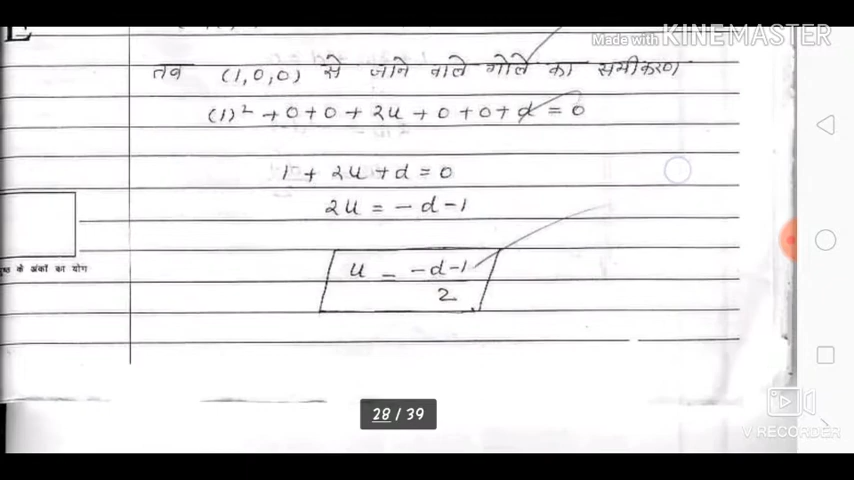 E
Made with KINEMASTER
तब (1,0,0) से जाने वाले गोले का समीकरण
(1)² + 0 + 0 + 2u + 0 + 0 + d = 0
1 + 2u + d = 0
2u = - d - 1
के अंकों का योग
u = -d-1
2
28 / 39
V RECORDER